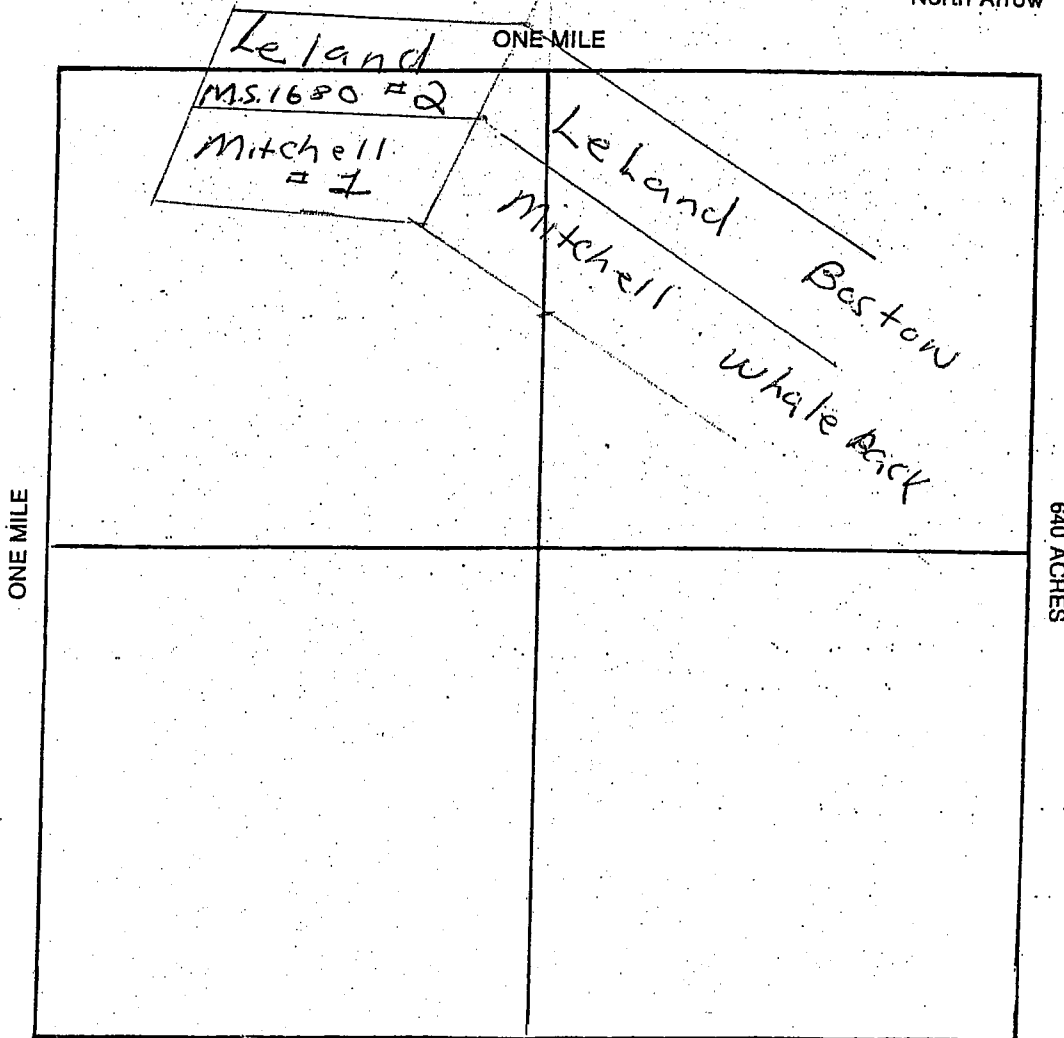 North Arrow
ONE MILE
Leland
M.S. 1680 #2
Mitchell
# 1
Leland Boston
Mitchell Whale Back
ONE MILE
640 ACRES